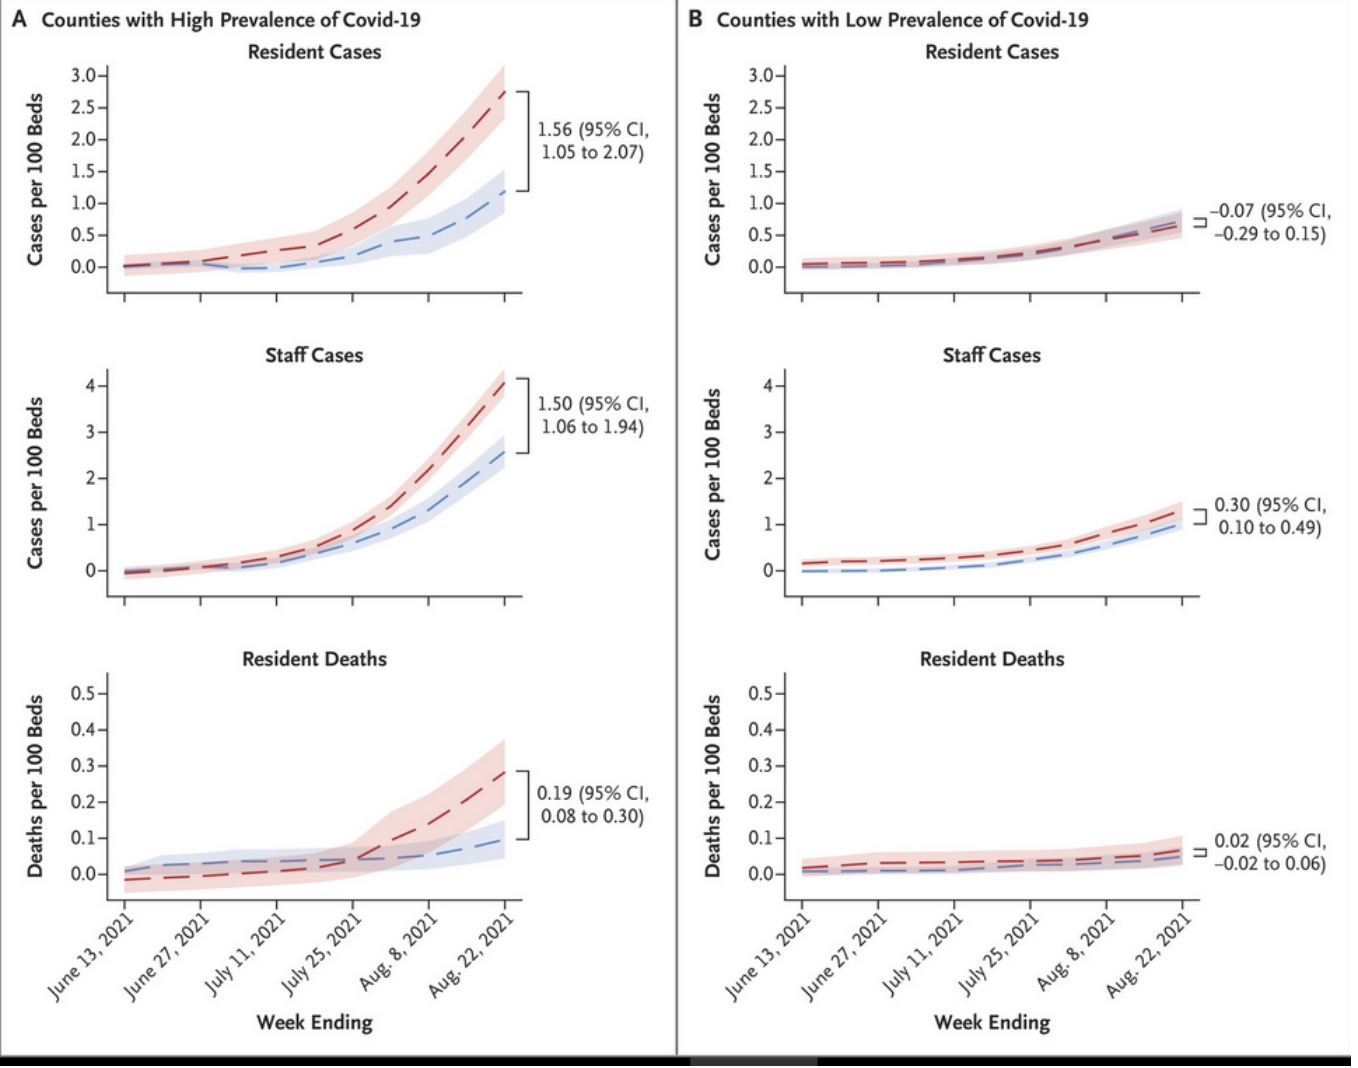 A Counties with High Prevalence of Covid-19
Resident Cases
Cases per 100 Beds
3.0
2.5
2.0
1.5
1.0
0.5
0.0
1.56 (95% CI,
1.05 to 2.07)
Staff Cases
Cases per 100 Beds
4
3
2
1
0
1.50 (95% CI,
1.06 to 1.94)
Resident Deaths
Deaths per 100 Beds
0.5
0.4
0.3
0.2
0.1
0.0
0.19 (95% CI,
0.08 to 0.30)
June 13, 2021
June 27, 2021
July 11, 2021
July 25, 2021
Aug. 8, 2021
Aug. 22, 2021
Week Ending
B Counties with Low Prevalence of Covid-19
Resident Cases
Cases per 100 Beds
3.0
2.5
2.0
1.5
1.0
0.5
0.0
–0.07 (95% CI,
–0.29 to 0.15)
Staff Cases
Cases per 100 Beds
4
3
2
1
0
0.30 (95% CI,
0.10 to 0.49)
Resident Deaths
Deaths per 100 Beds
0.5
0.4
0.3
0.2
0.1
0.0
0.02 (95% CI,
–0.02 to 0.06)
June 13, 2021
June 27, 2021
July 11, 2021
July 25, 2021
Aug. 8, 2021
Aug. 22, 2021
Week Ending